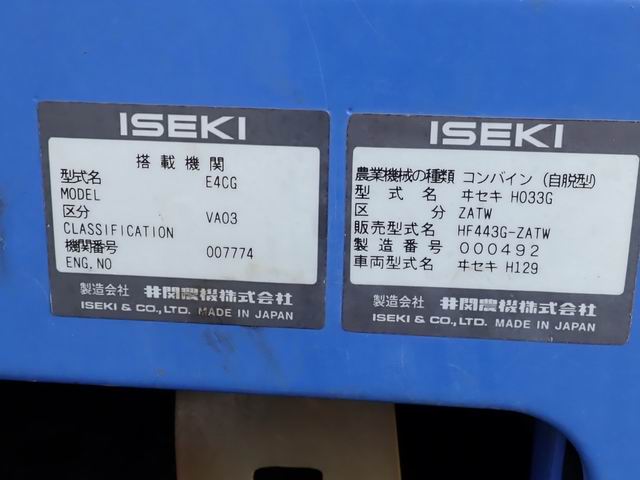 ISEKI
搭載機関
型式名 E4CG
MODEL
区分 VA03
CLASSIFICATION
機関番号 007774
ENG.NO
製造会社 井関農機株式会社
ISEKI & CO., LTD. MADE IN JAPAN
ISEKI
農業機械の種類 コンバイン (自脱型)
型式名 ヰセキ HO33G
区分 ZATW
販売型式名 HF443G-ZATW
製造番号 000492
車両型式名 ヰセキ H129
製造会社 井関農機株式会社
ISEKI & CO., LTD. MADE IN JAPAN